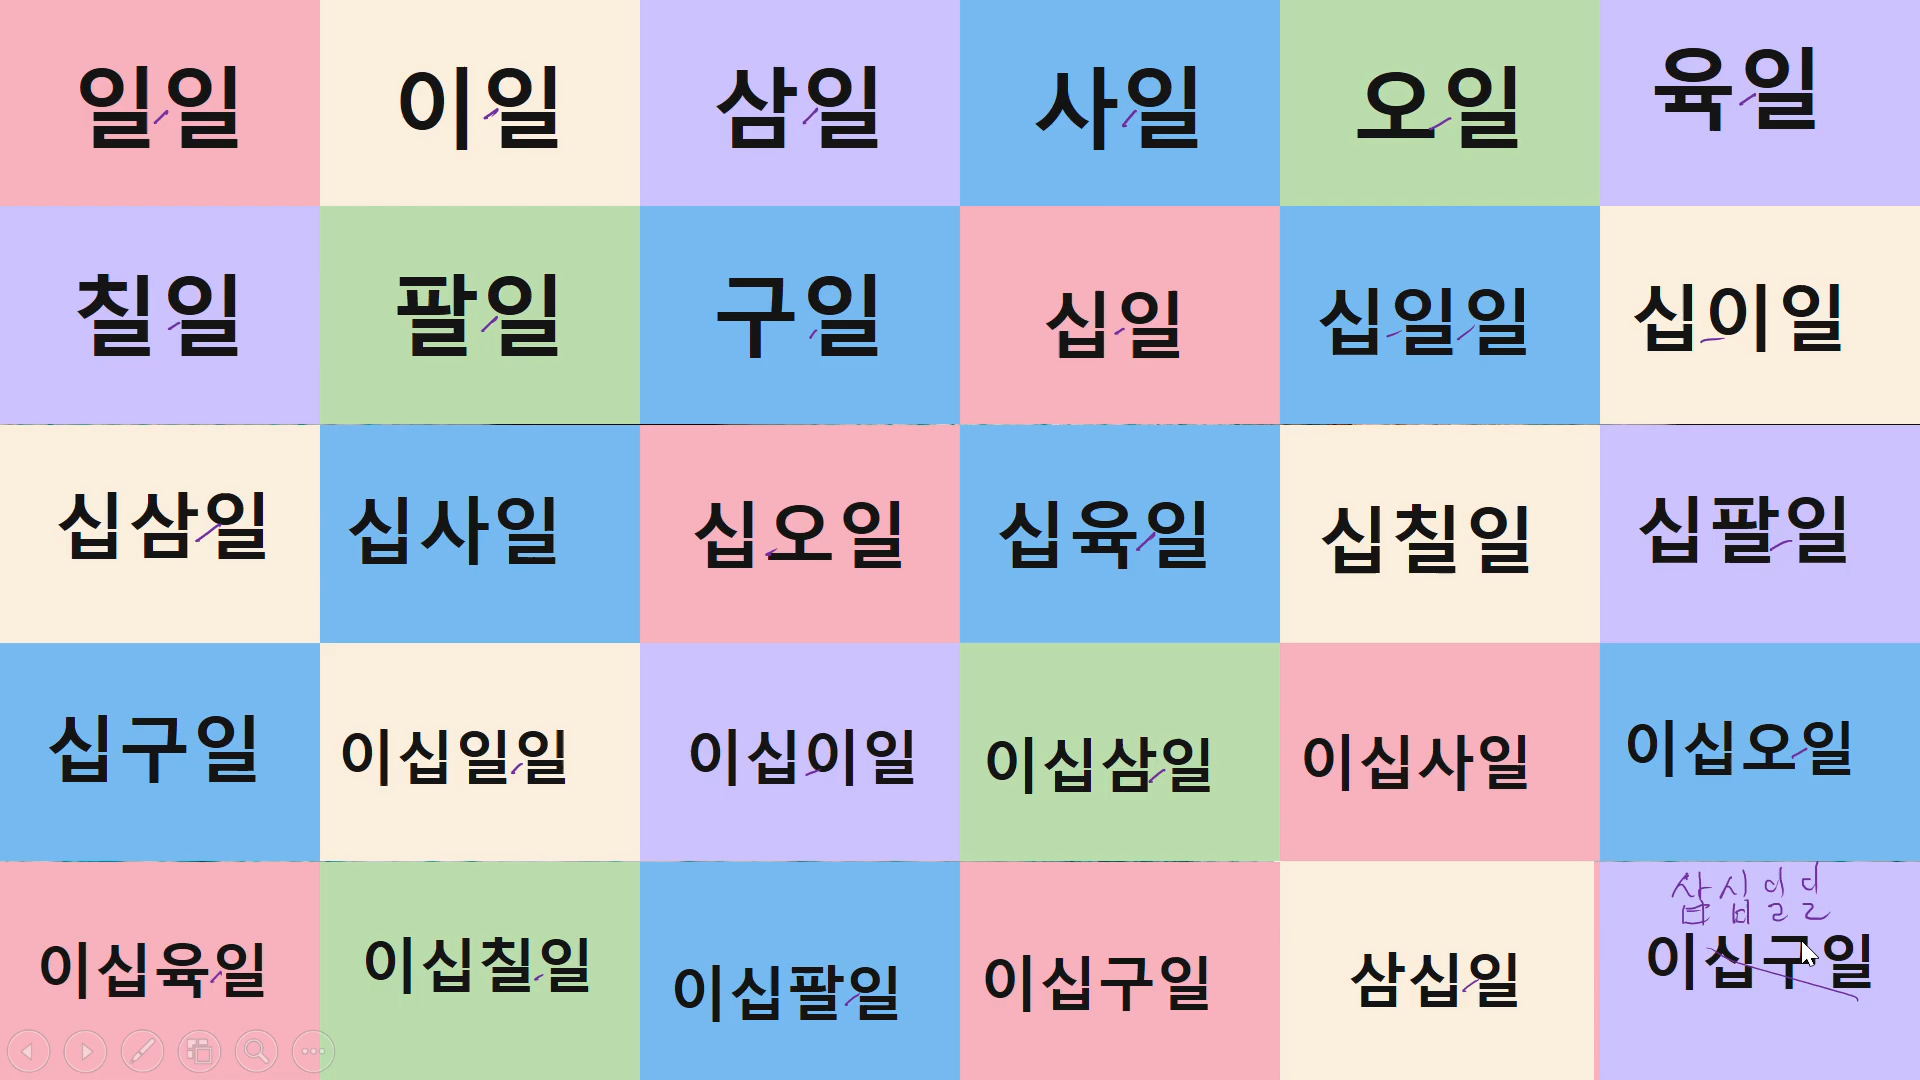 일일 이일 삼일 사일 오일 육일
칠일 팔일 구일 십일 십일일 십이일
십삼일 십사일 십오일 십육일 십칠일 십팔일
십구일 이십일일 이십이일 이십삼일 이십사일 이십오일
삼십일일
이십육일 이십칠일 이십팔일 이십구일 삼십일 이십구일